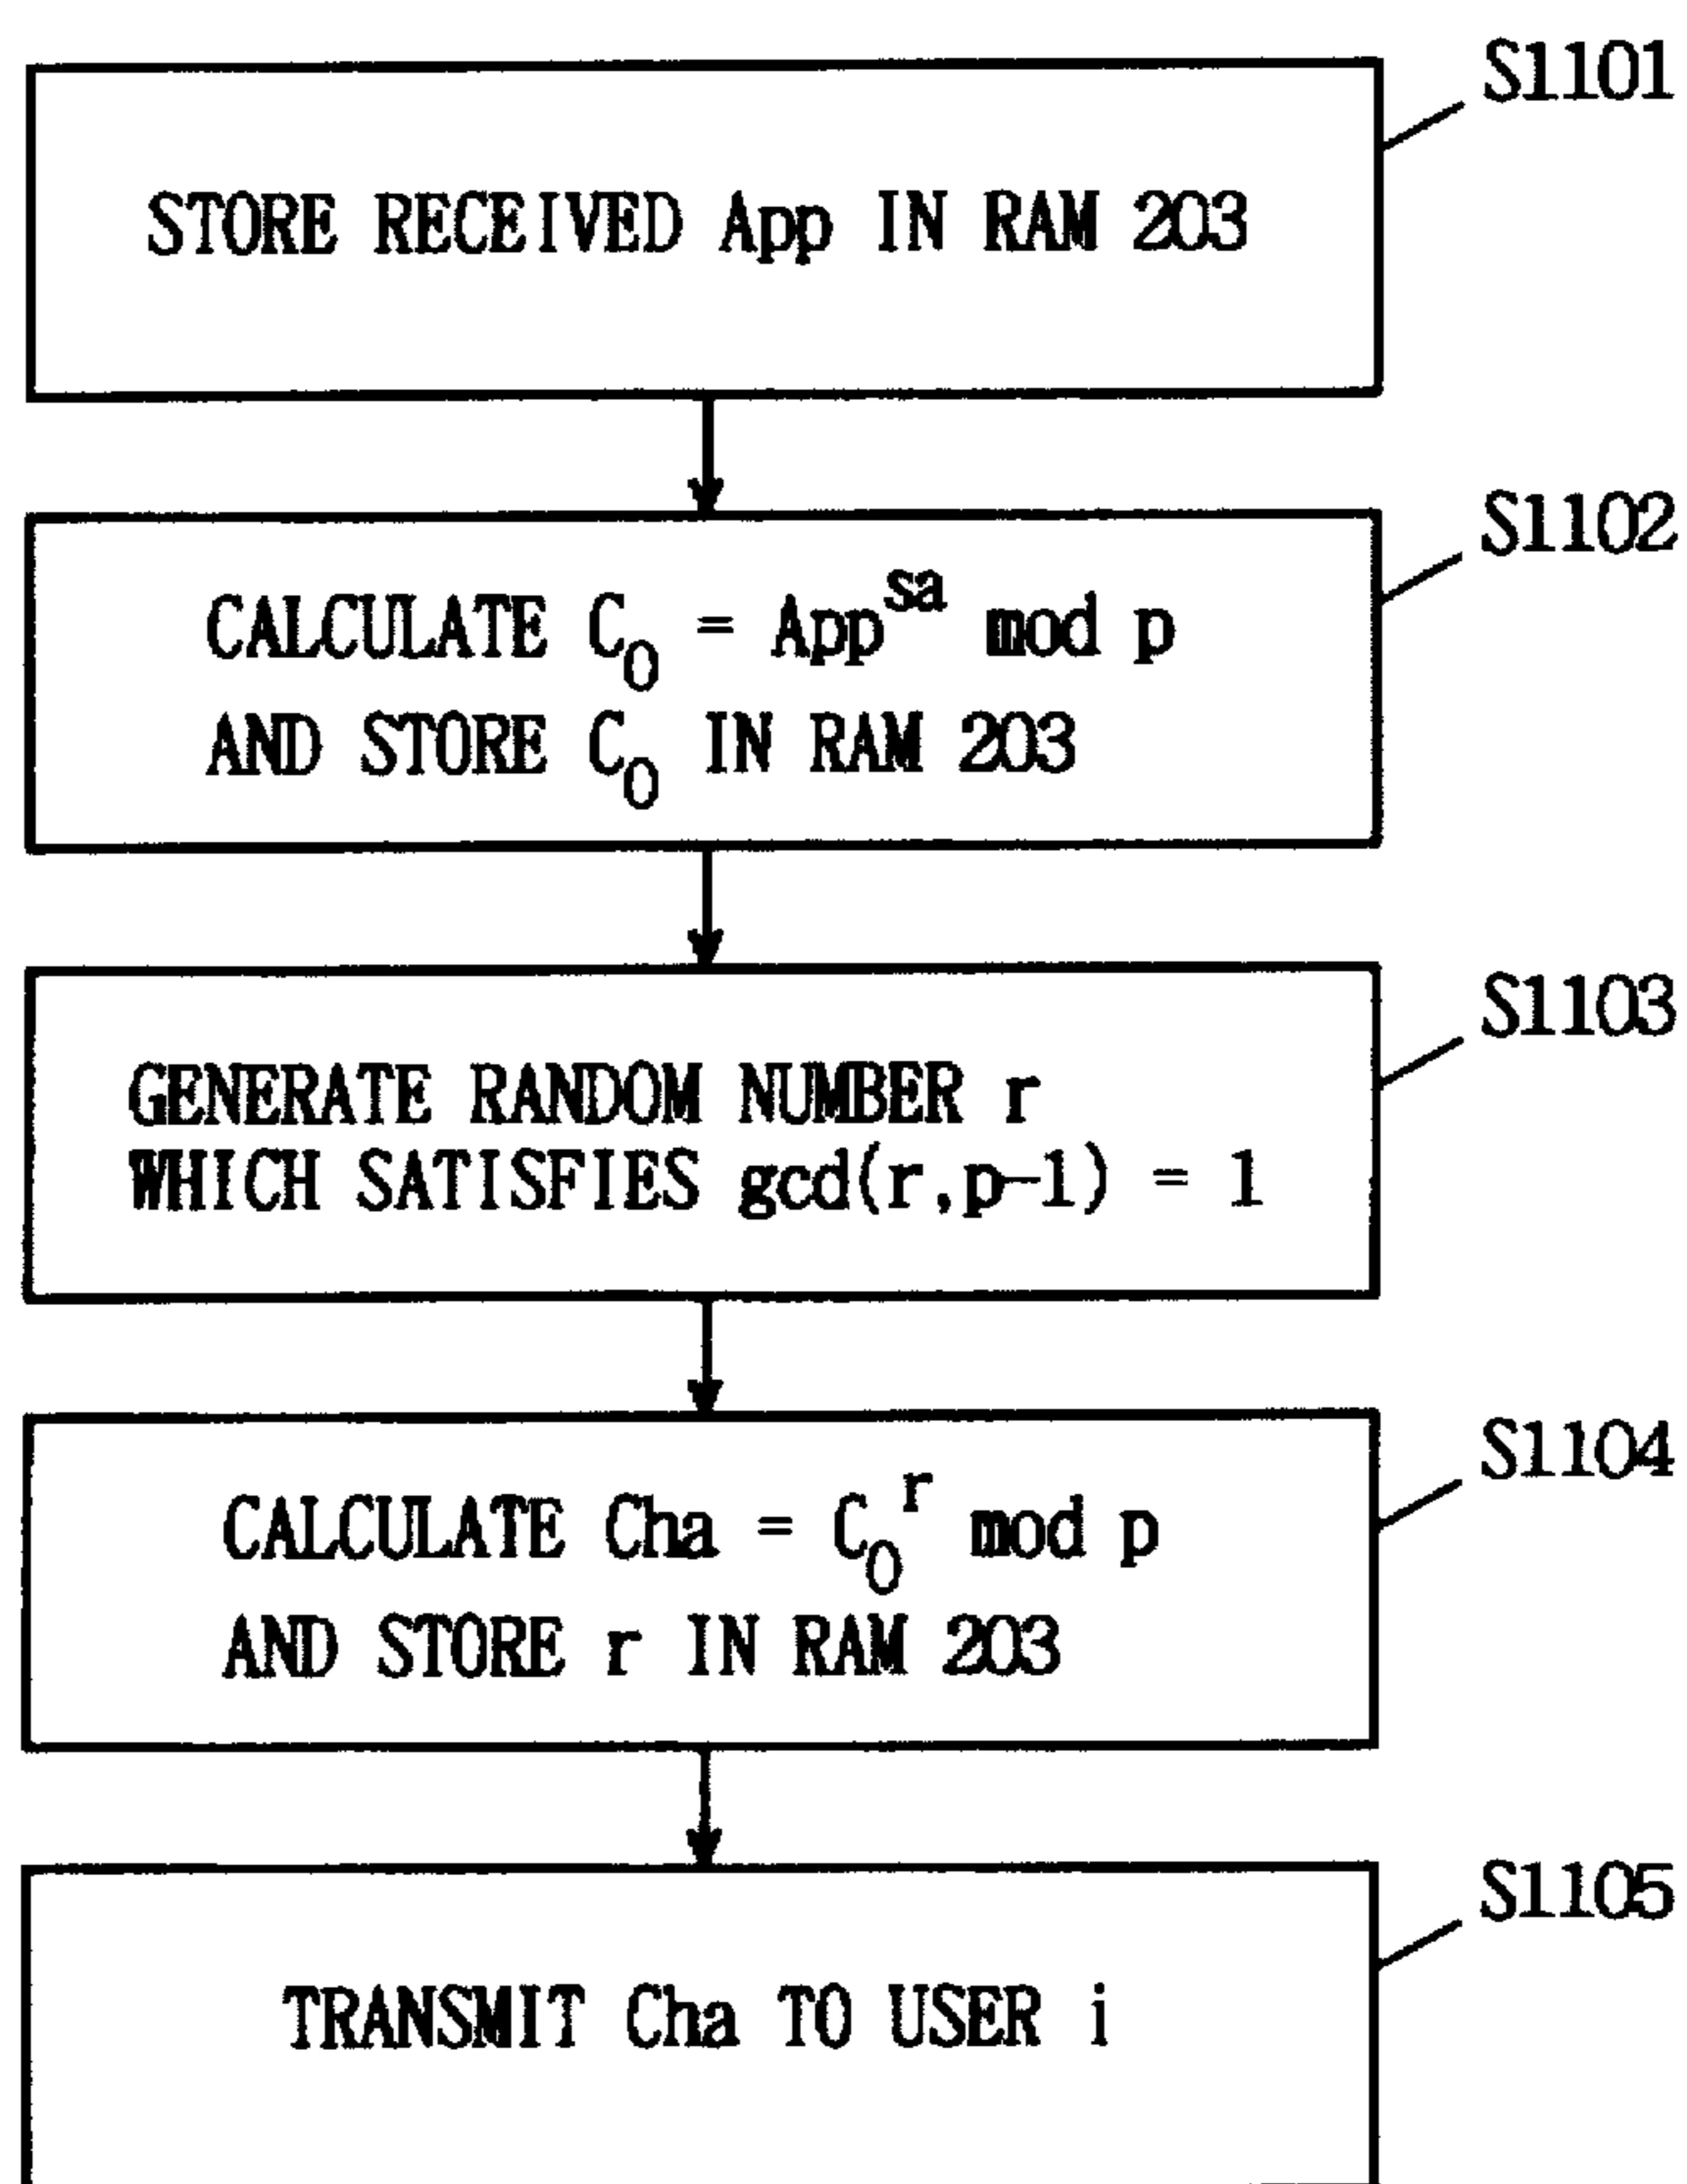 S1101
STORE RECEIVED App IN RAM 203
S1102
CALCULATE C₀ = App^sa mod p
AND STORE C₀ IN RAM 203
S1103
GENERATE RANDOM NUMBER r
WHICH SATISFIES gcd(r,p-1) = 1
S1104
CALCULATE Cha = C₀^r mod p
AND STORE r IN RAM 203
S1105
TRANSMIT Cha TO USER i